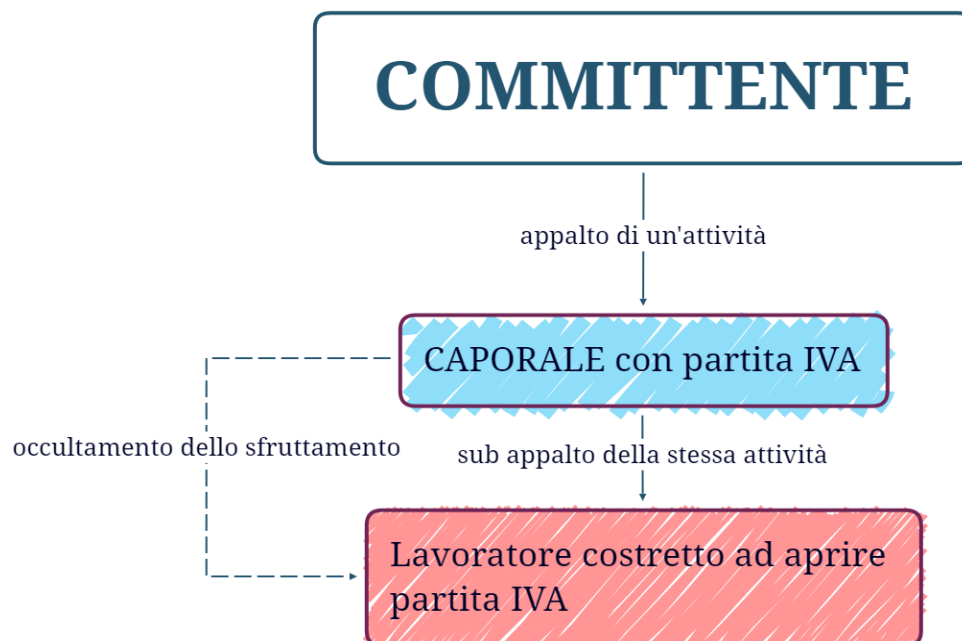 COMMITTENTE
appalto di un'attività
CAPORALE con partita IVA
occultamento dello sfruttamento
sub appalto della stessa attività
Lavoratore costretto ad aprire
partita IVA